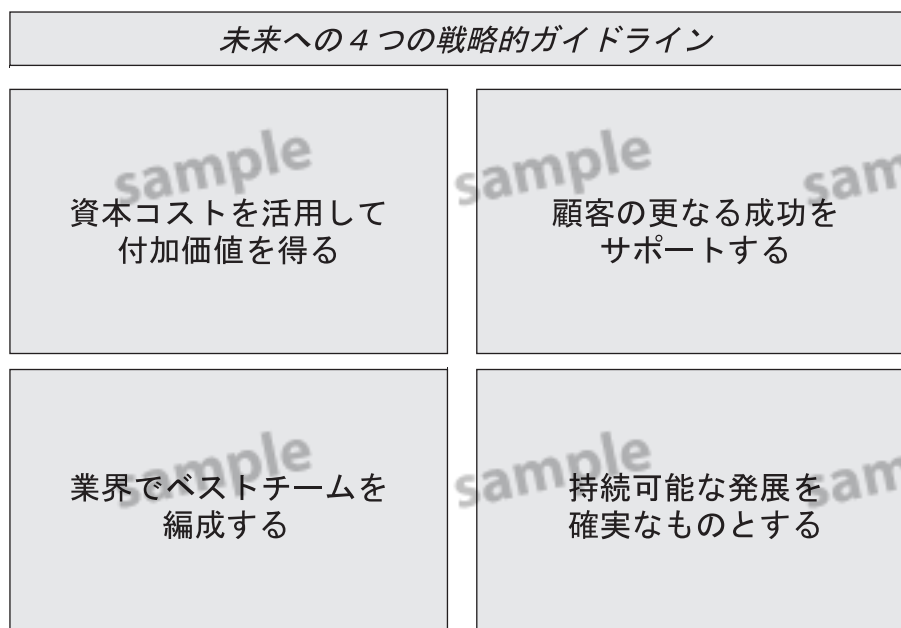 未来への４つの戦略的ガイドライン
sample
sample
sam
資本コストを活用して
付加価値を得る
顧客の更なる成功を
サポートする
sample
sample
sam
業界でベストチームを
編成する
持続可能な発展を
確実なものとする